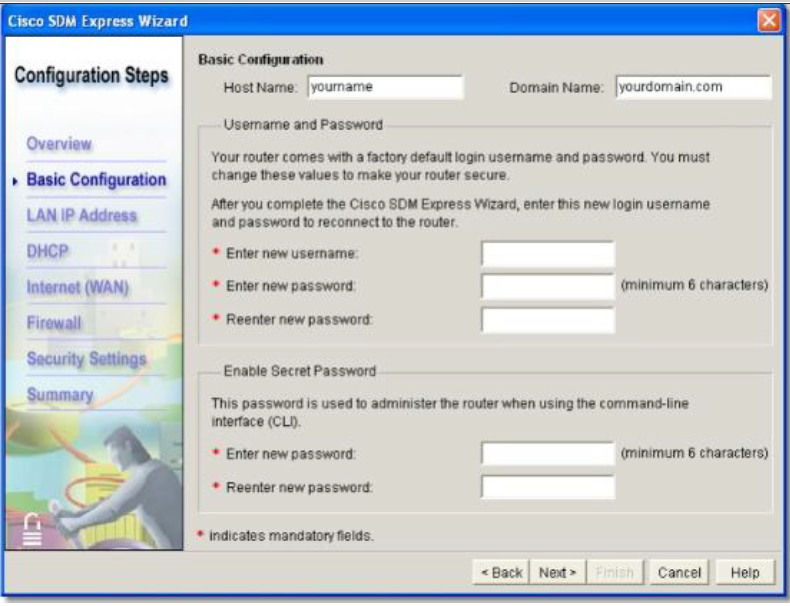 Cisco SDM Express Wizard
Configuration Steps
Overview
Basic Configuration
LAN IP Address
DHCP
Internet (WAN)
Firewall
Security Settings
Summary
Basic Configuration
Host Name: yourname Domain Name: yourdomain.com
Username and Password
Your router comes with a factory default login username and password. You must
change these values to make your router secure.
After you complete the Cisco SDM Express Wizard, enter this new login username
and password to reconnect to the router.
* Enter new username:
* Enter new password: (minimum 6 characters)
* Reenter new password:
Enable Secret Password
This password is used to administer the router when using the command-line
interface (CLI).
* Enter new password: (minimum 6 characters)
* Reenter new password:
* indicates mandatory fields.
< Back Next > Finish Cancel Help